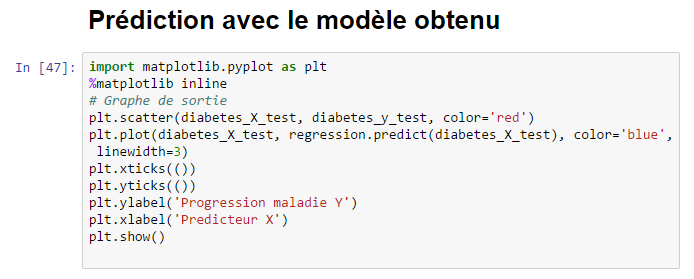 Prédiction avec le modèle obtenu
In [47]: import matplotlib.pyplot as plt
%matplotlib inline
# Graphe de sortie
plt.scatter(diabetes_X_test, diabetes_y_test, color='red')
plt.plot(diabetes_X_test, regression.predict(diabetes_X_test), color='blue',
linewidth=3)
plt.xticks(())
plt.yticks(())
plt.ylabel('Progression maladie Y')
plt.xlabel('Predicteur X')
plt.show()